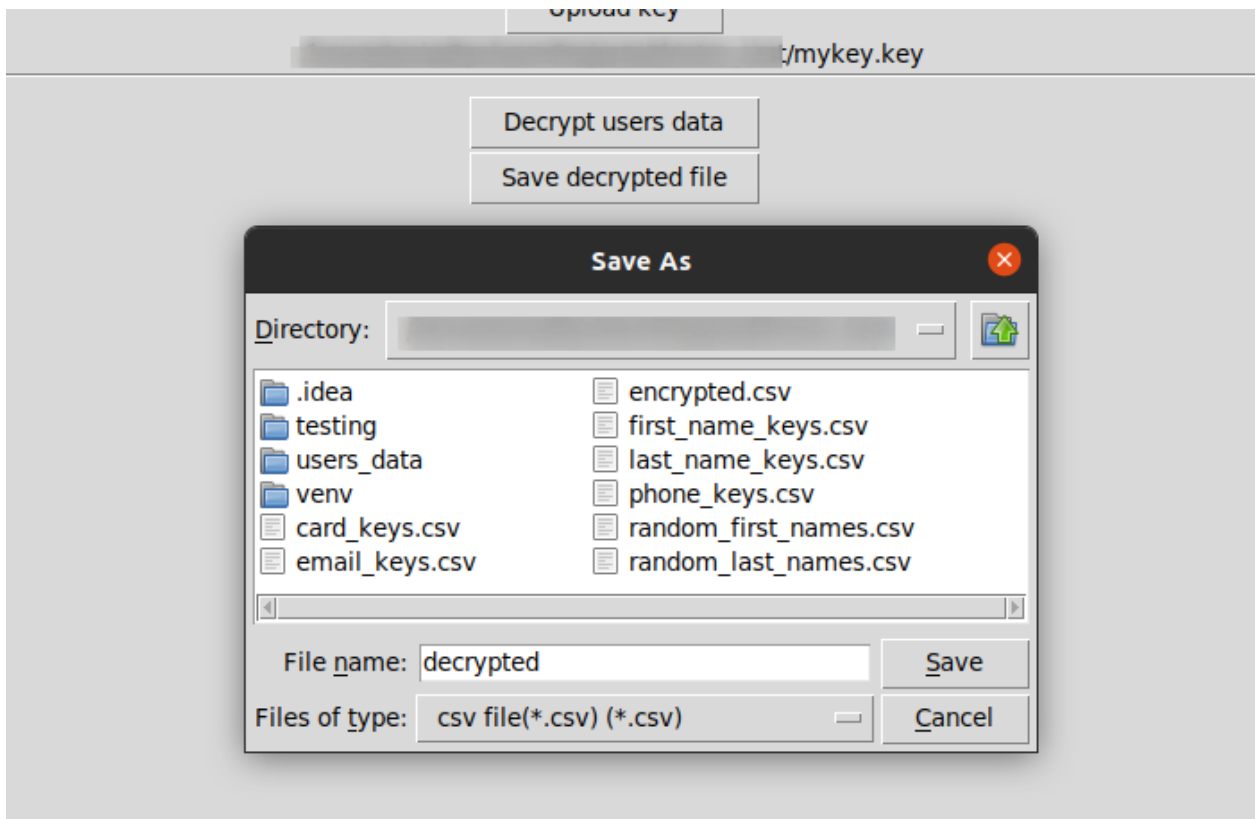 Upload key
t/mykey.key
Decrypt users data
Save decrypted file
Save As
Directory:
.idea
testing
users_data
venv
card_keys.csv
email_keys.csv
encrypted.csv
first_name_keys.csv
last_name_keys.csv
phone_keys.csv
random_first_names.csv
random_last_names.csv
File name: decrypted
Save
Files of type: csv file(*.csv) (*.csv)
Cancel